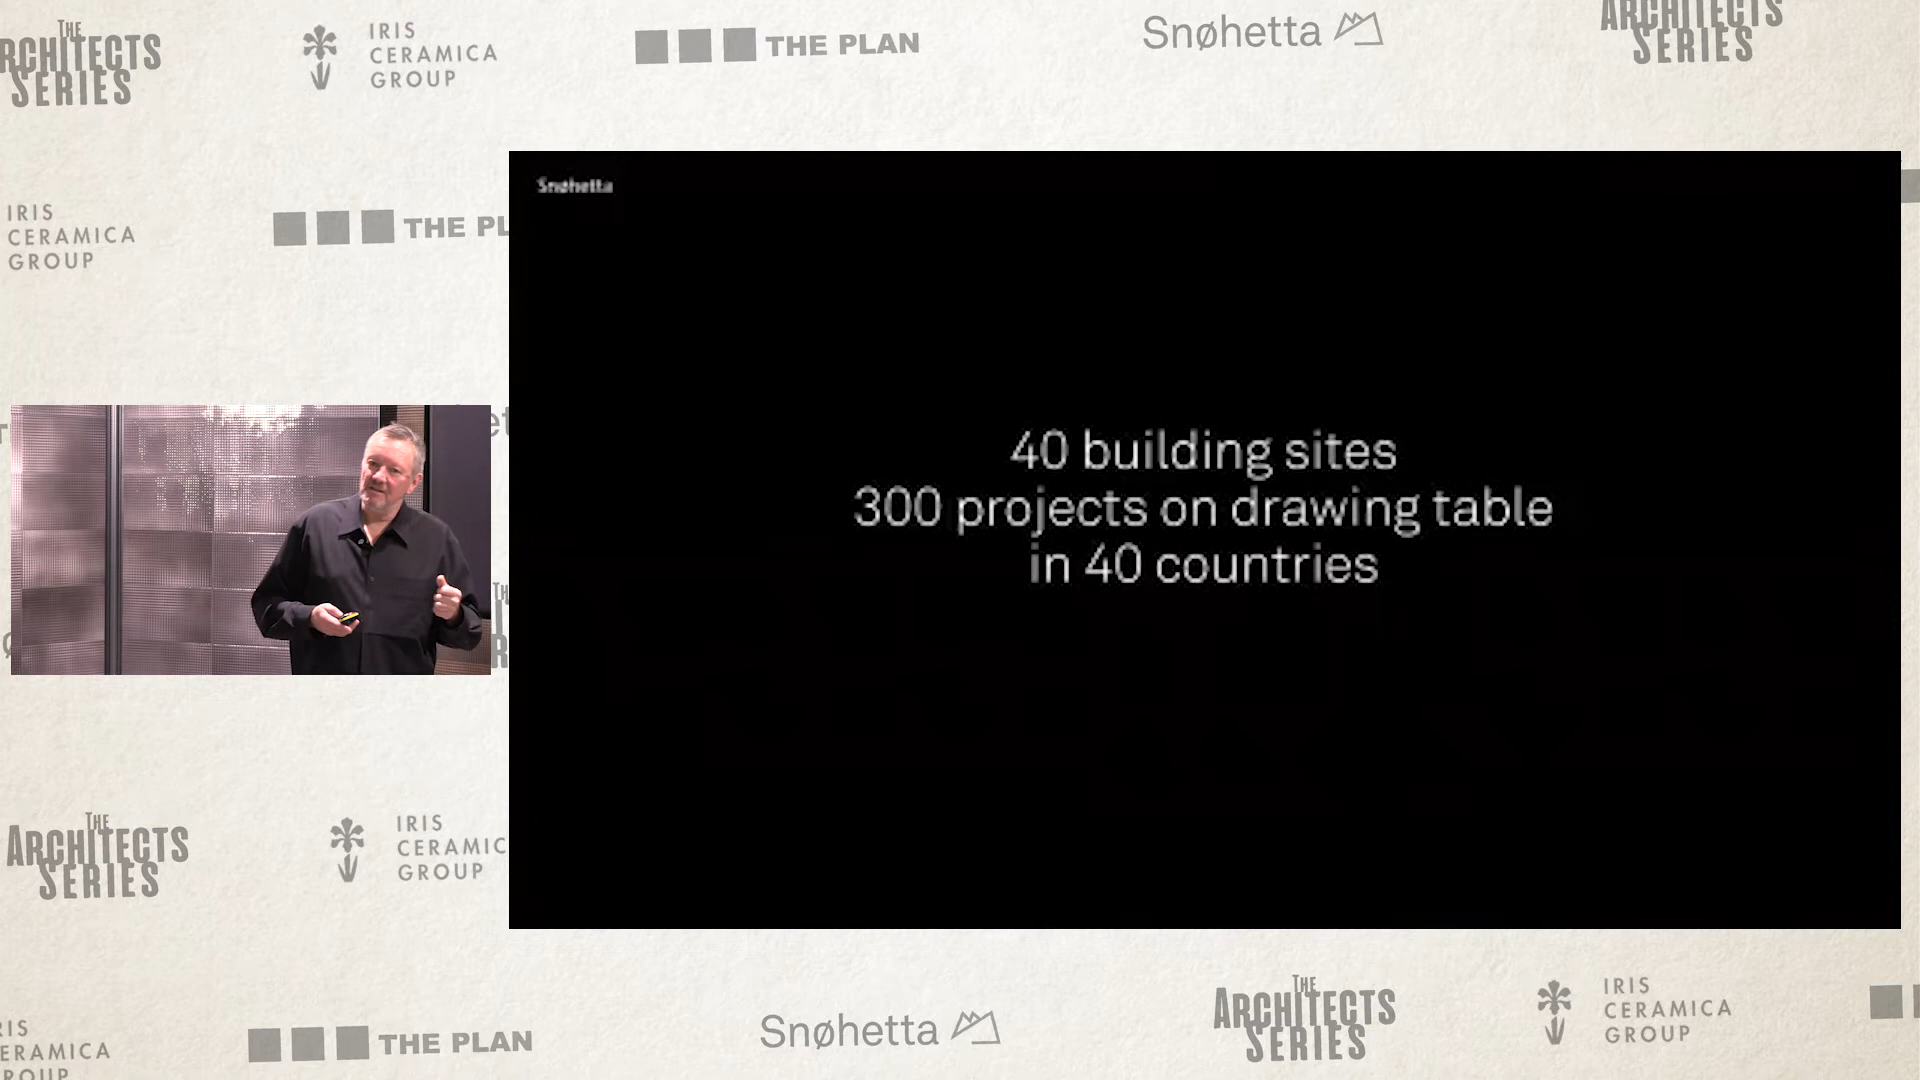 THE
ARCHITECTS
SERIES
IRIS
CERAMICA
GROUP
THE PLAN
Snøhetta
ARCHITECTS
SERIES
IRIS
CERAMICA
GROUP
THE PL
Snøhetta
40 building sites
300 projects on drawing table
in 40 countries
THE
ARCHITECTS
SERIES
IRIS
CERAMIC
GROUP
IRIS
CERAMICA
GROUP
THE PLAN
Snøhetta
THE
ARCHITECTS
SERIES
IRIS
CERAMICA
GROUP